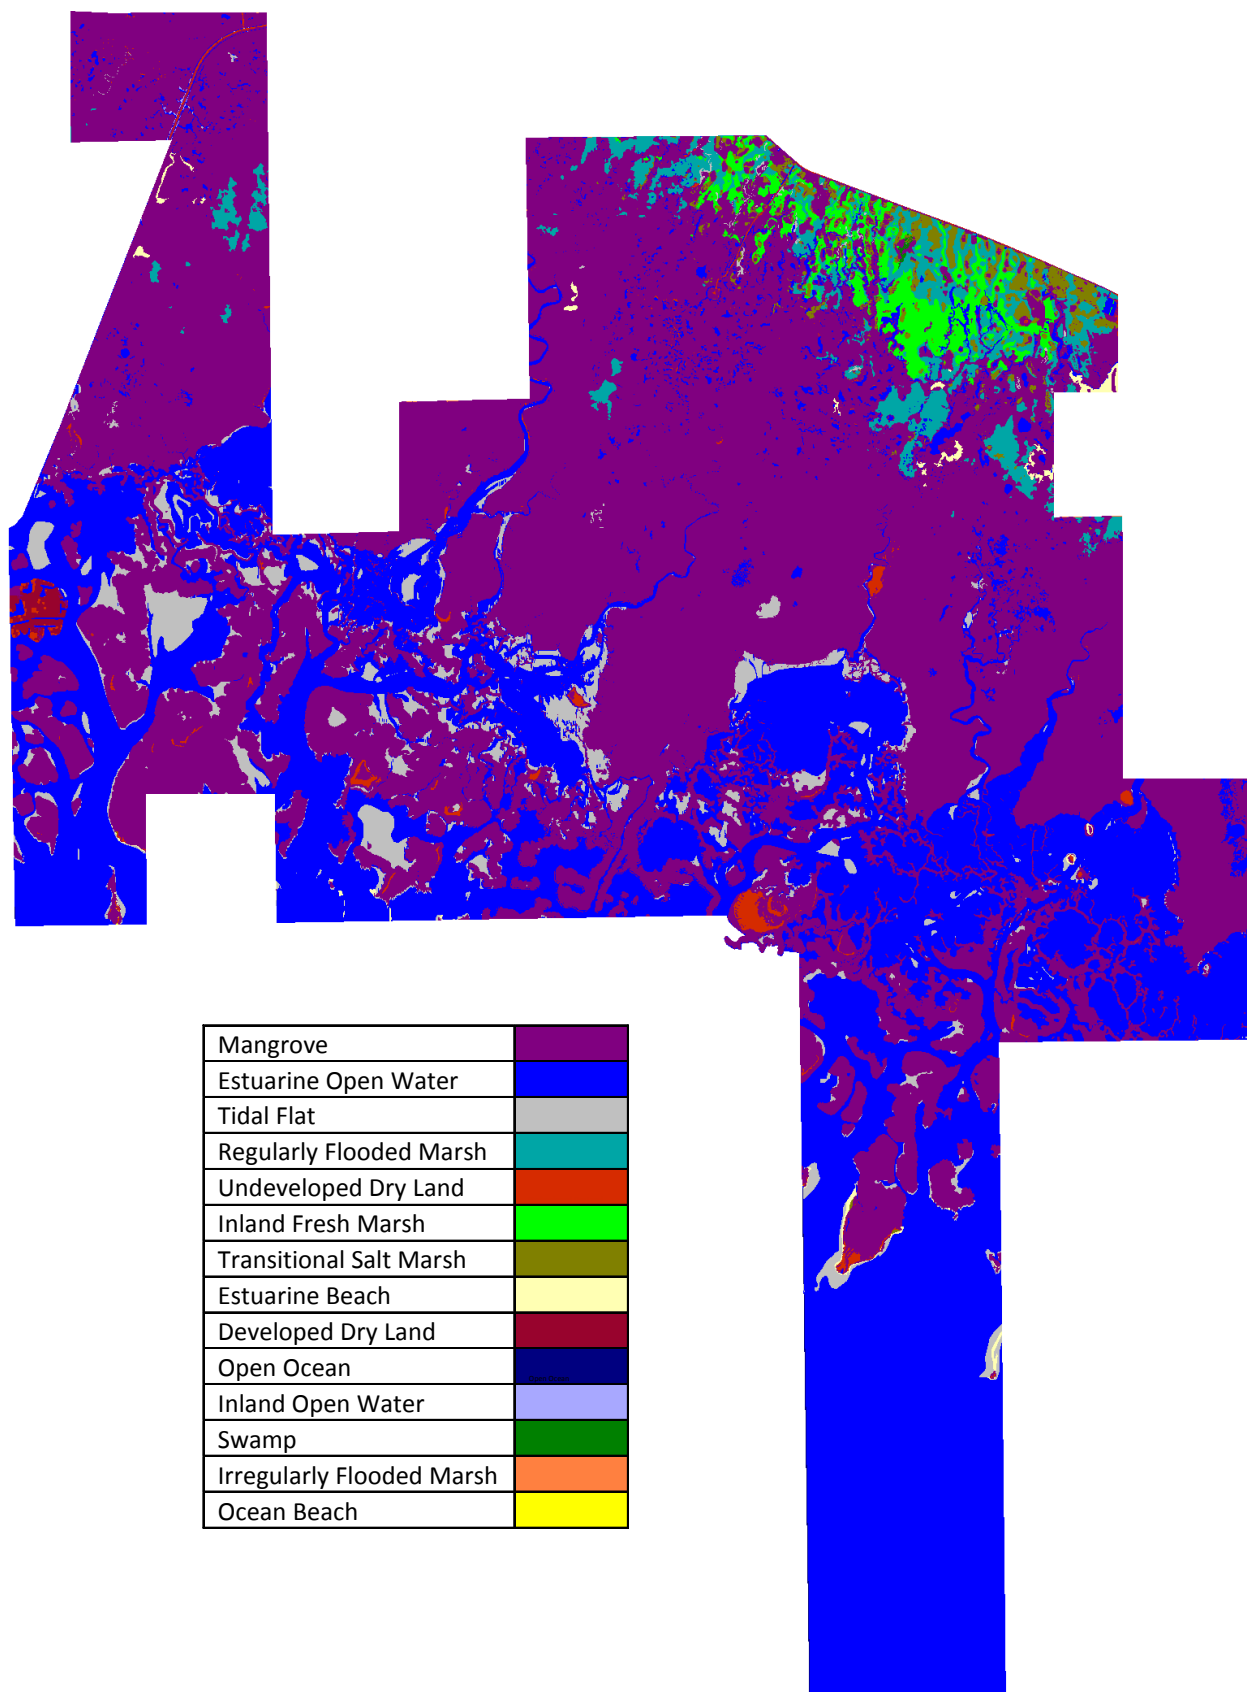 Mangrove
Estuarine Open Water
Tidal Flat
Regularly Flooded Marsh
Undeveloped Dry Land
Inland Fresh Marsh
Transitional Salt Marsh
Estuarine Beach
Developed Dry Land
Open Ocean
Inland Open Water
Swamp
Irregularly Flooded Marsh
Ocean Beach